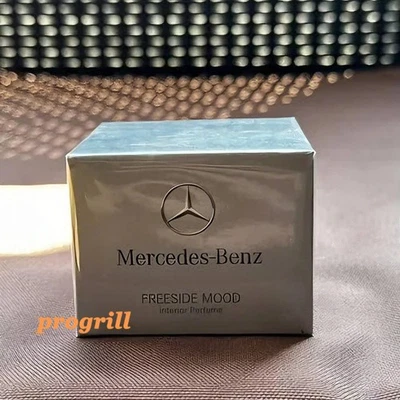 Mercedes-Benz
FREESIDE MOOD
Interior Perfume
progrill